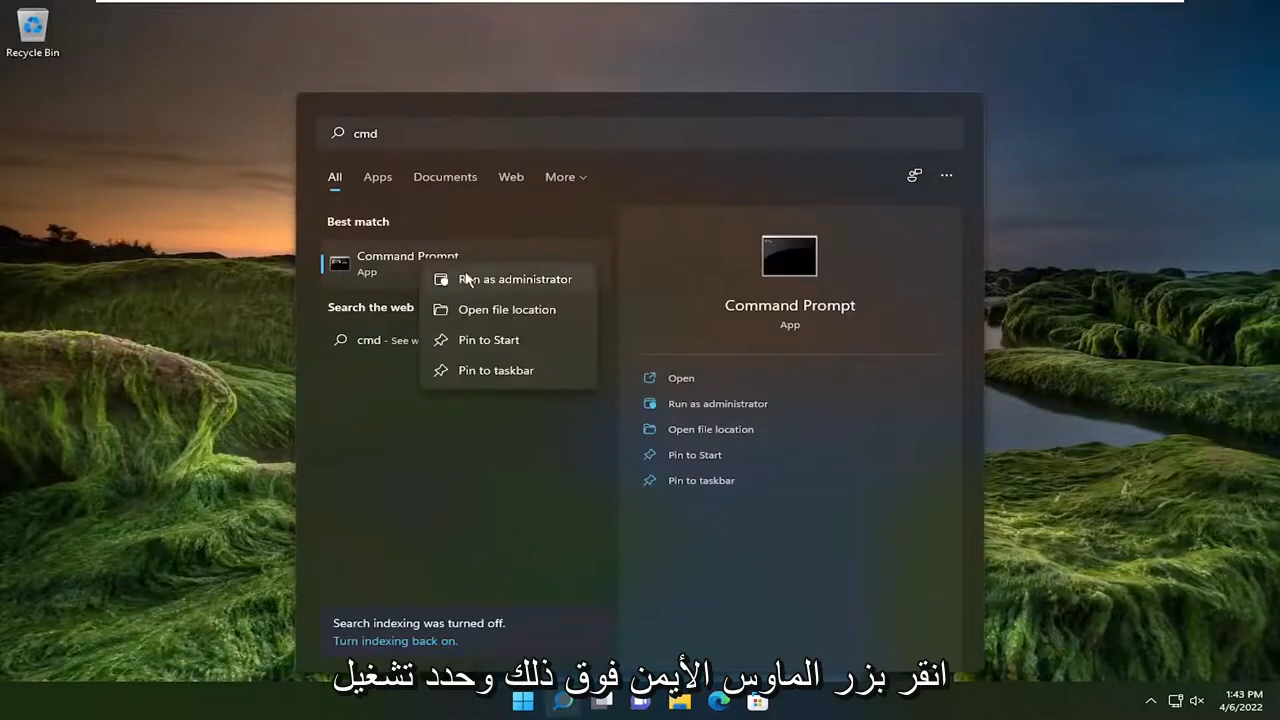 Recycle Bin
cmd
All Apps Documents Web More
Best match
Command Prompt
App
Run as administrator
Open file location
Pin to Start
Pin to taskbar
Search the web
cmd - See w
Command Prompt
App
Open
Run as administrator
Open file location
Pin to Start
Pin to taskbar
Search indexing was turned off.
Turn indexing back on.
انقر بزر الماوس الأيمن فوق ذلك وحدد تشغيل
1:43 PM
4/6/2022